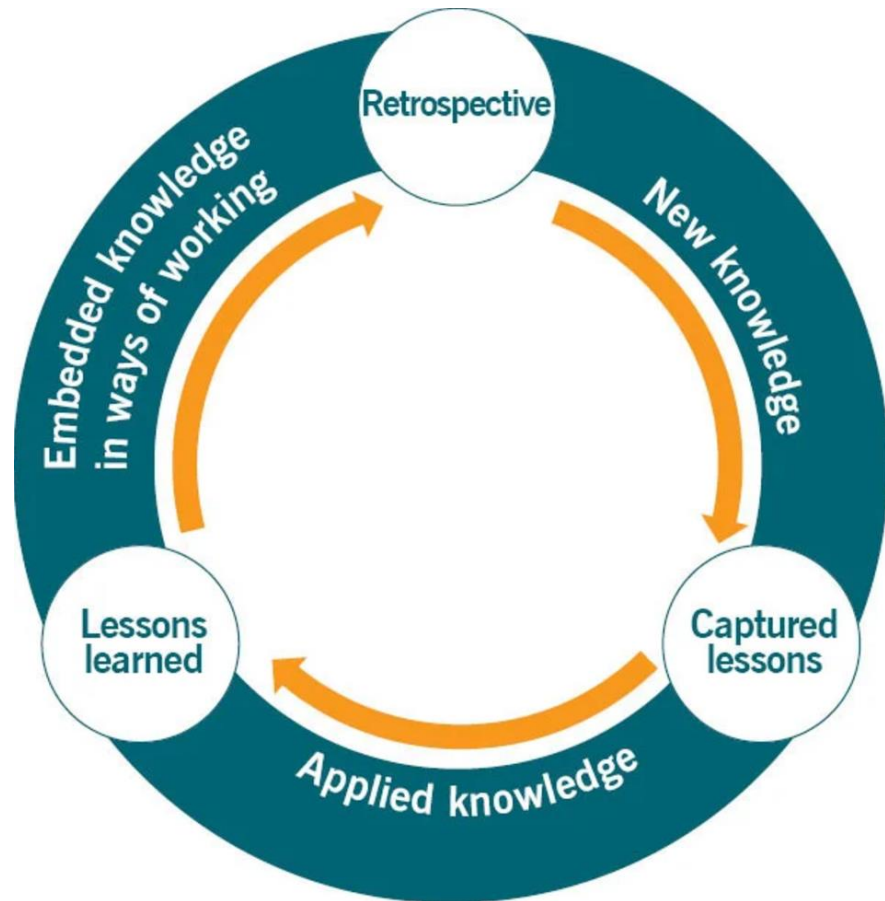 Retrospective
New knowledge
Captured
lessons
Applied knowledge
Lessons
learned
Embedded knowledge
in ways of working